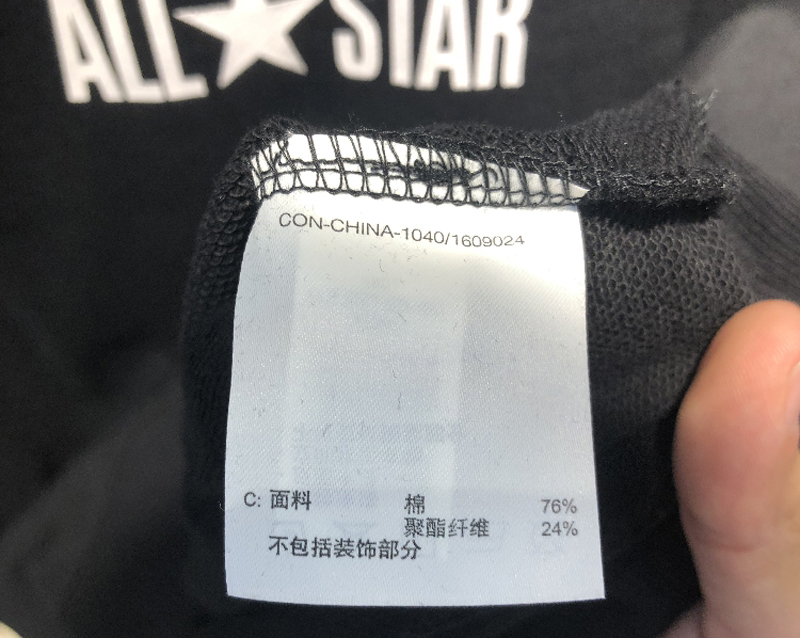 ALL★STAR
CON-CHINA-1040/1609024
C: 面料 棉 76%
聚酯纤维 24%
不包括装饰部分